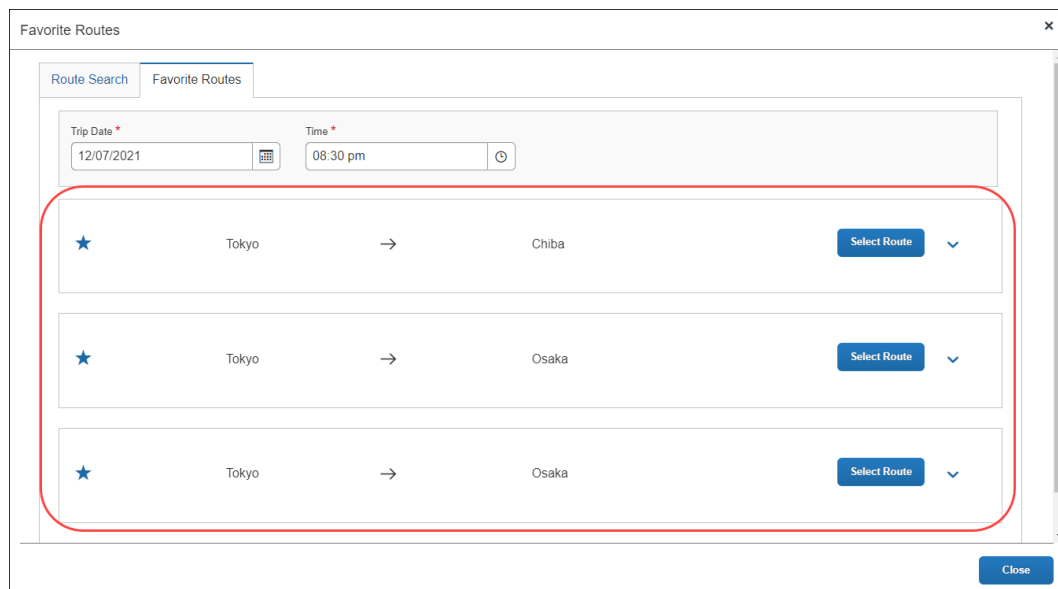 Favorite Routes
Route Search Favorite Routes
Trip Date * Time *
12/07/2021 08:30 pm
Tokyo → Chiba Select Route
Tokyo → Osaka Select Route
Tokyo → Osaka Select Route
Close